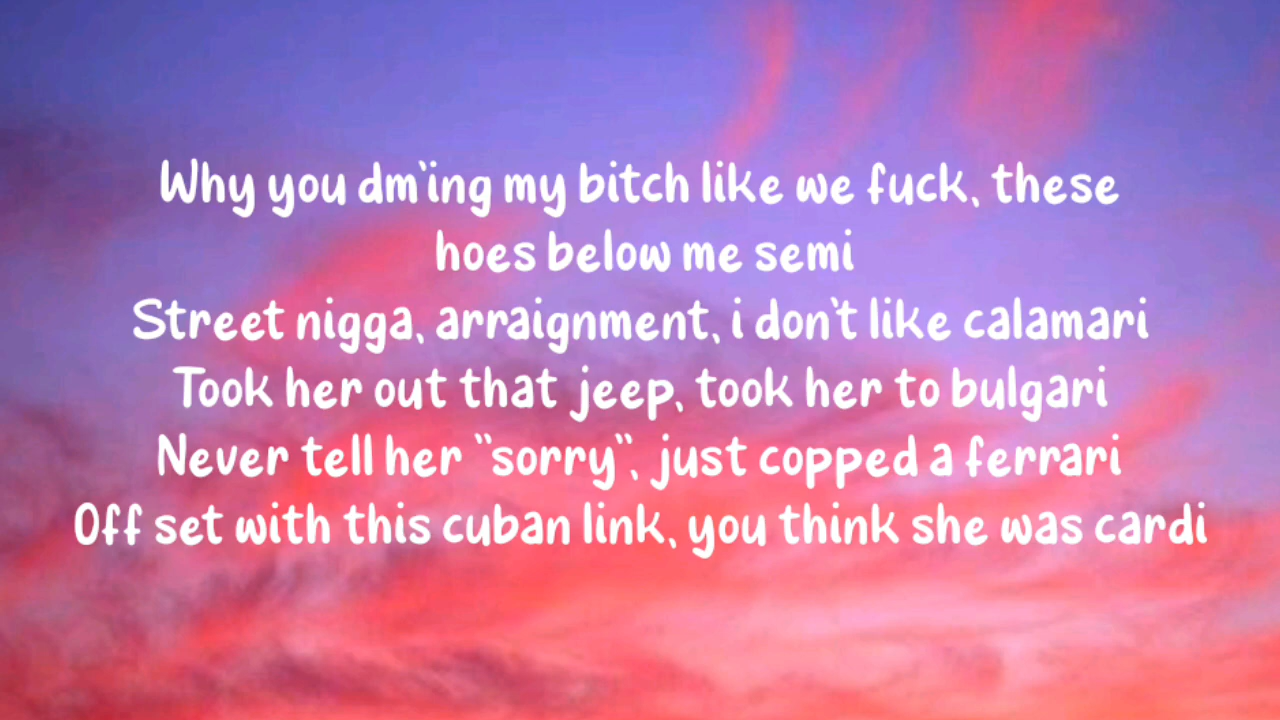 Why you dm'ing my bitch like we fuck, these
hoes below me semi
Street nigga, arraignment, i don't like calamari
Took her out that jeep, took her to bulgari
Never tell her "sorry", just copped a ferrari
Off set with this cuban link, you think she was cardi